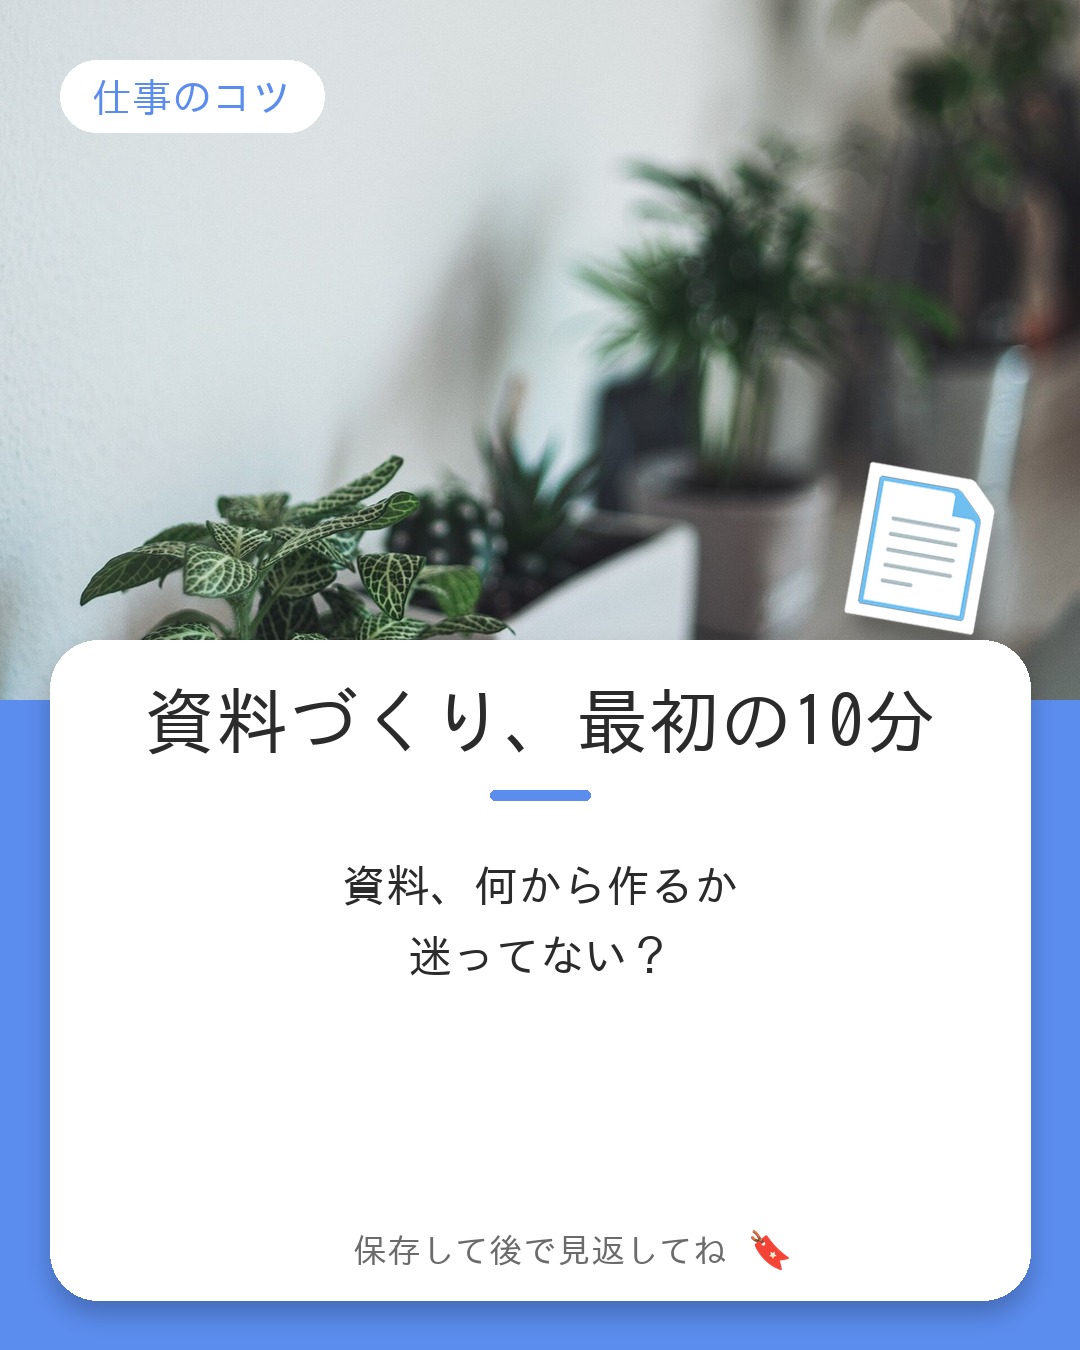 仕事のコツ
資料づくり、最初の10分
資料、何から作るか
迷ってない？
保存して後で見返してね